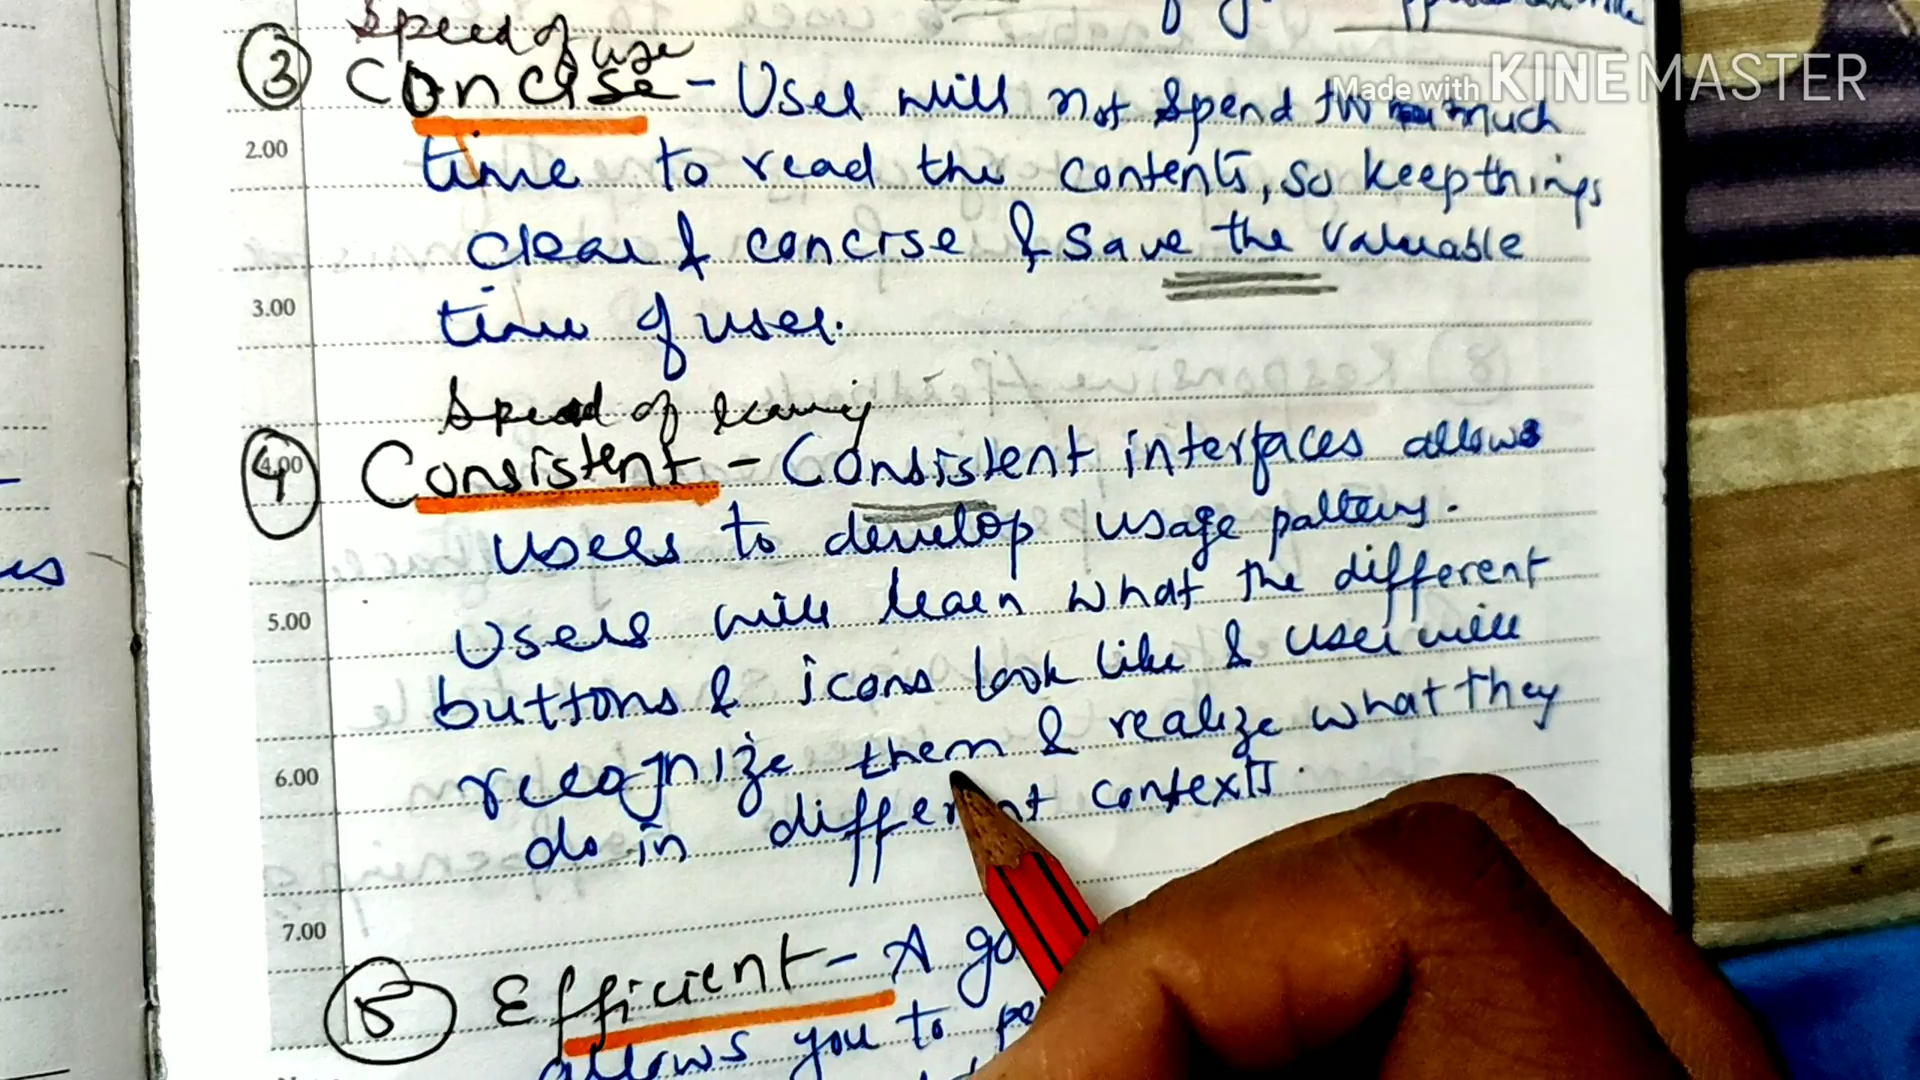 Speed of use
Made with KINEMASTER
③ Concise - User will not spend too much
2.00
time to read the contents, so keep things
clear & concise & save the valuable
3.00
time of user.
Speed of learning
④ Consistent - Consistent interfaces allows
4.00
users to develop usage patterns.
5.00
Users will learn what the different
buttons & icons look like & user will
6.00
recognize them & realize what they
do in different contexts.
7.00
⑤ Efficient - A go
allows you to pe